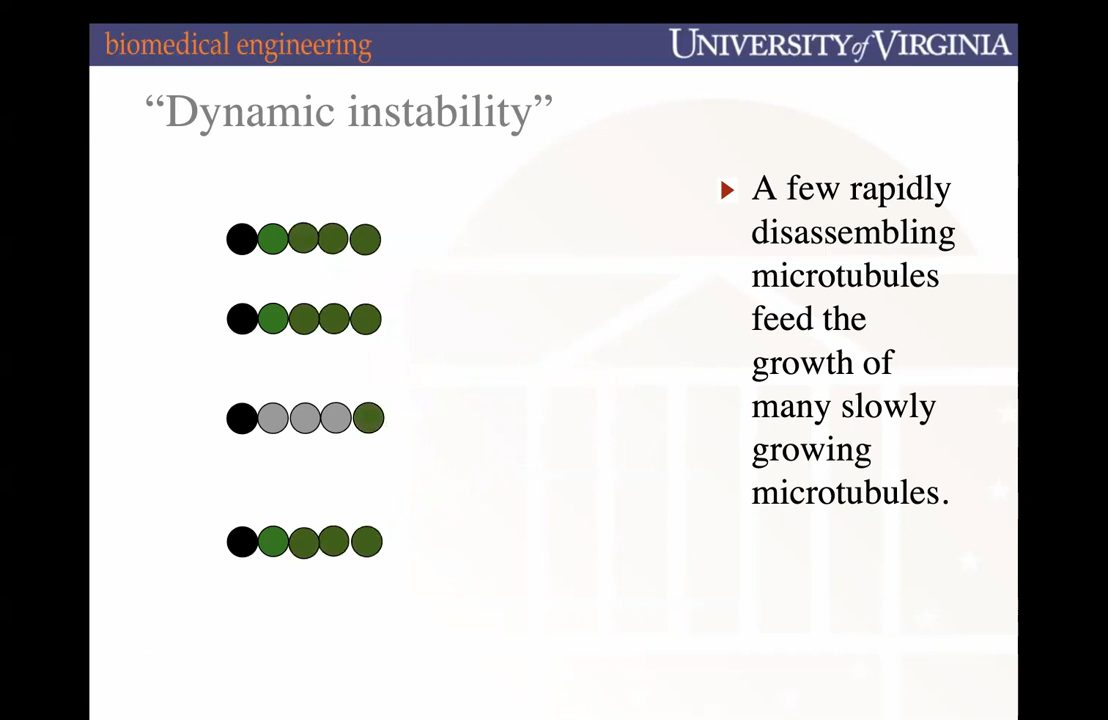 biomedical engineering
UNIVERSITY of VIRGINIA
“Dynamic instability”
A few rapidly
disassembling
microtubules
feed the
growth of
many slowly
growing
microtubules.